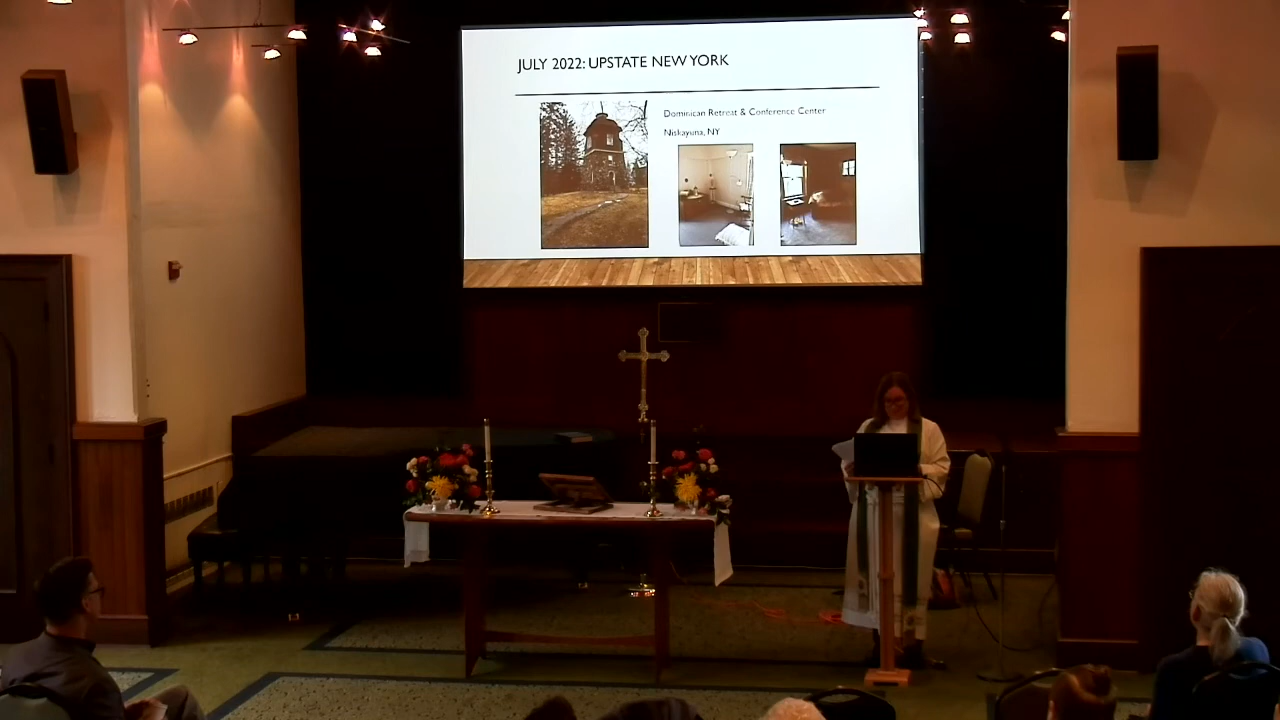 JULY 2022: UPSTATE NEW YORK
Dominican Retreat & Conference Center
Niskayuna, NY